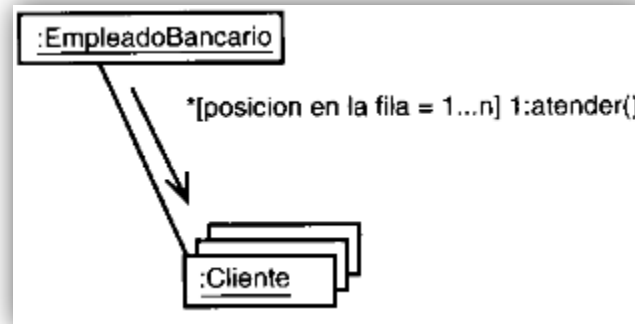 :EmpleadoBancario
*[posicion en la fila = 1...n] 1:atender()
:Cliente